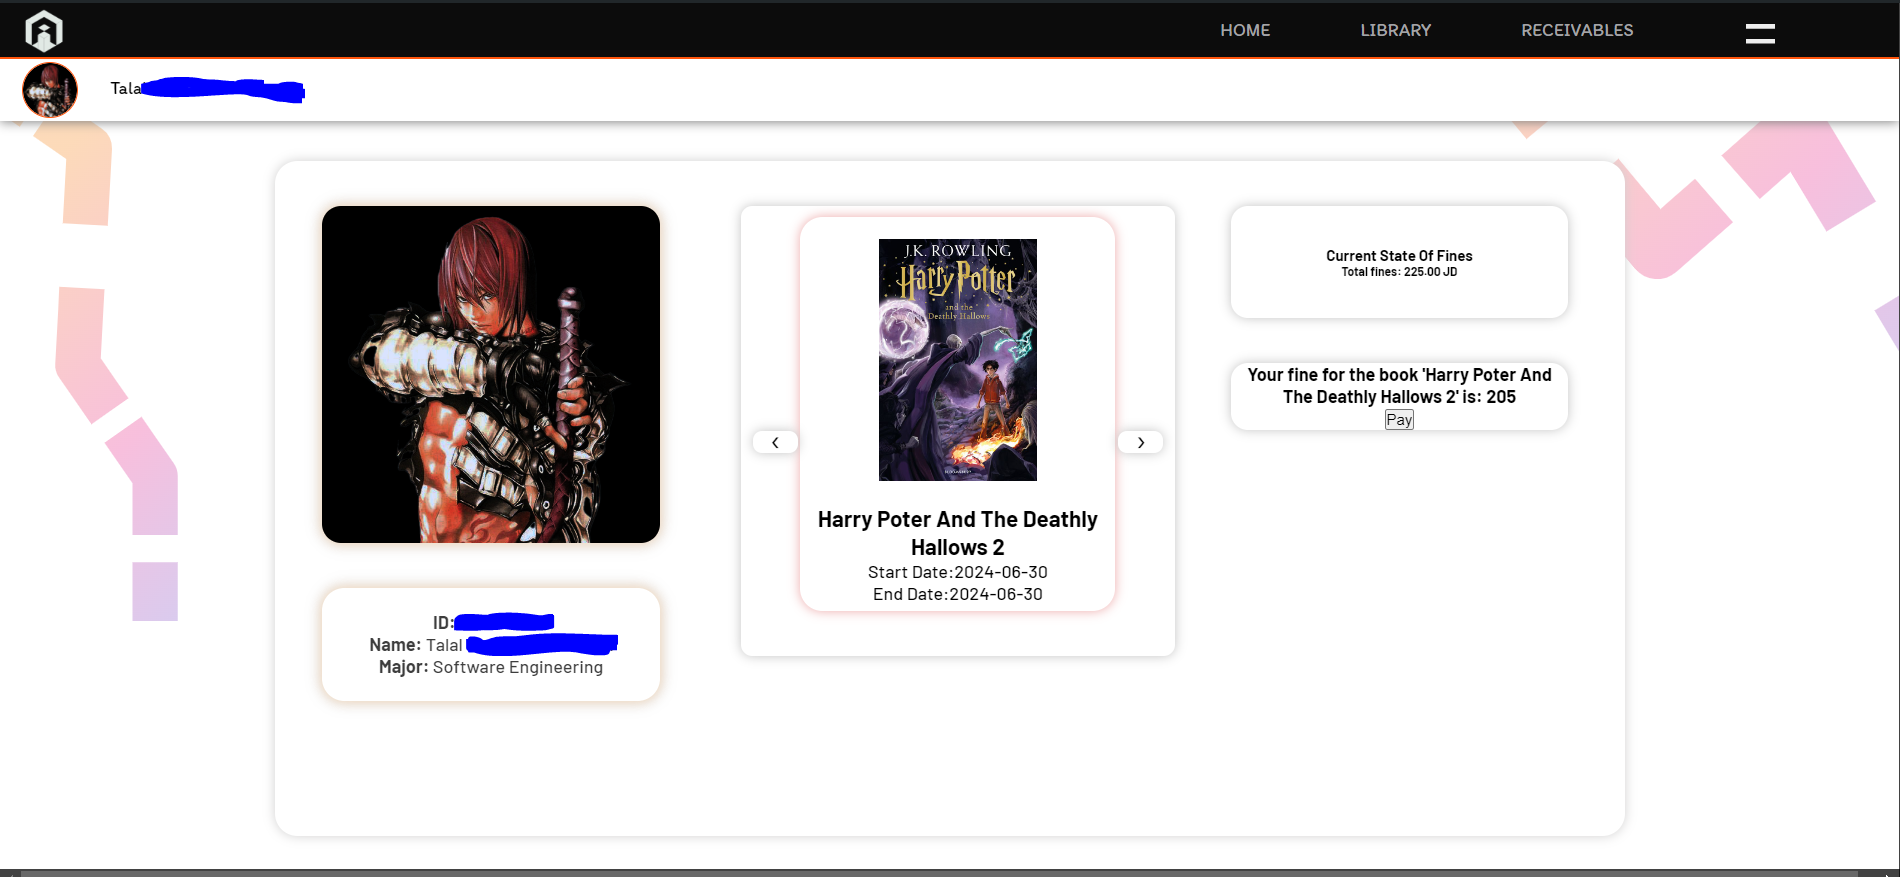 HOME LIBRARY RECEIVABLES
Tala
J.K. ROWLING
Harry Potter
and the
Deathly Hallows
Harry Poter And The Deathly
Hallows 2
Start Date:2024-06-30
End Date:2024-06-30
‹
›
ID:
Name: Talal
Major: Software Engineering
Current State Of Fines
Total fines: 225.00 JD
Your fine for the book 'Harry Poter And
The Deathly Hallows 2' is: 205
Pay